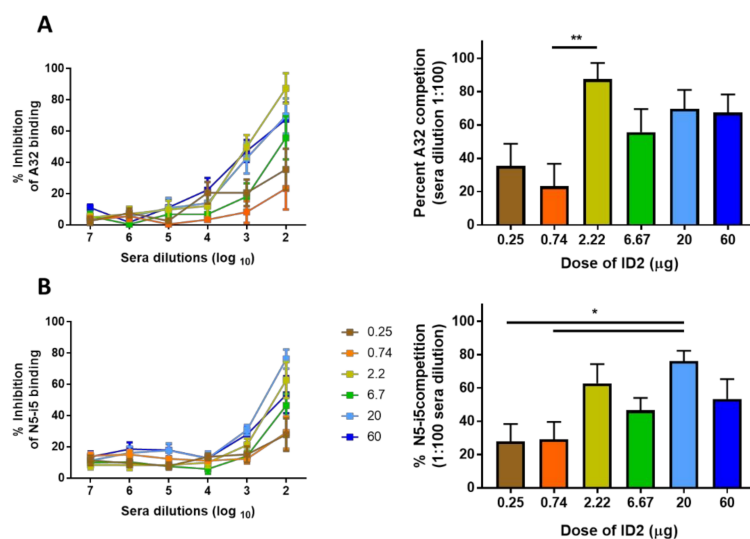 A
% Inhibition
of A32 binding
100
80
60
40
20
0
7 6 5 4 3 2
Sera dilutions (log 10)
Percent A32 competion
(sera dilution 1:100)
100
80
60
40
20
0
**
0.25 0.74 2.22 6.67 20 60
Dose of ID2 (µg)
B
% Inhibition
of N5-i5 binding
100
80
60
40
20
0
7 6 5 4 3 2
Sera dilutions (log 10)
0.25
0.74
2.2
6.7
20
60
% N5-i5competition
(1:100 sera dilution)
100
80
60
40
20
0
*
0.25 0.74 2.22 6.67 20 60
Dose of ID2 (µg)